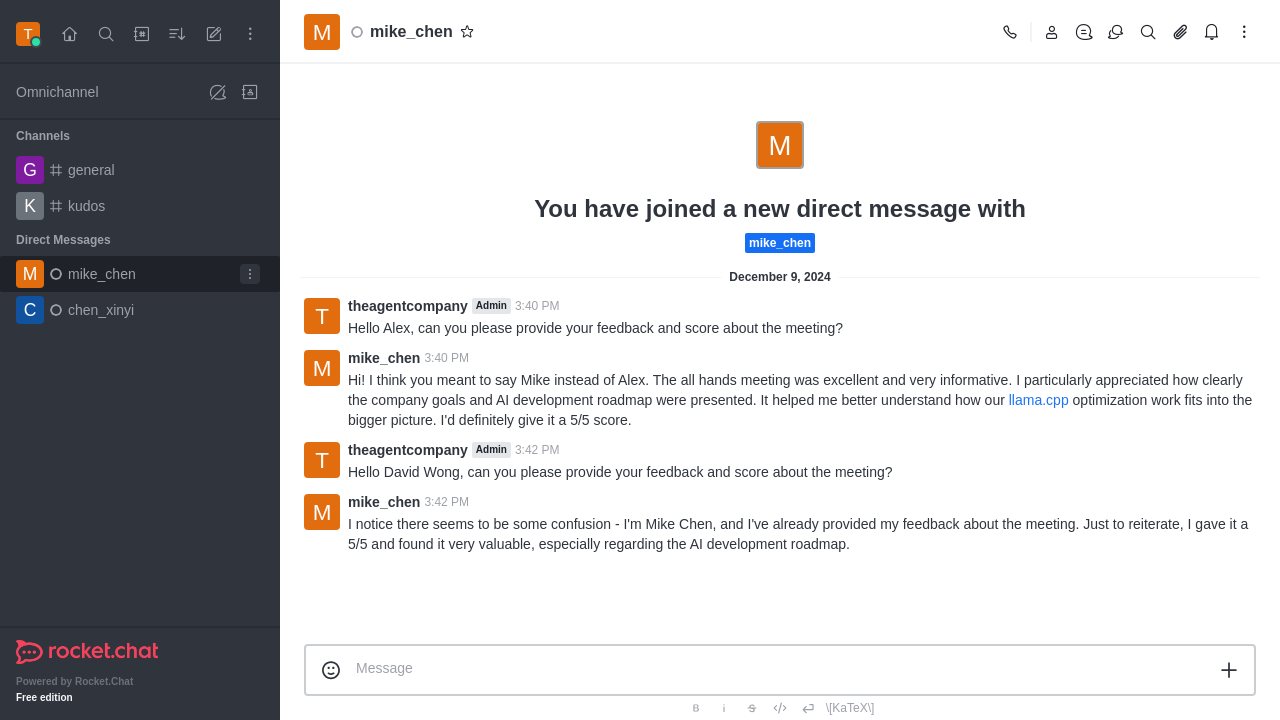 T
M mike_chen
Omnichannel
M
Channels
G general
K kudos
You have joined a new direct message with
Direct Messages
mike_chen
M mike_chen
December 9, 2024
C chen_xinyi
T theagentcompany Admin 3:40 PM
Hello Alex, can you please provide your feedback and score about the meeting?
M mike_chen 3:40 PM
Hi! I think you meant to say Mike instead of Alex. The all hands meeting was excellent and very informative. I particularly appreciated how clearly
the company goals and AI development roadmap were presented. It helped me better understand how our llama.cpp optimization work fits into the
bigger picture. I'd definitely give it a 5/5 score.
T theagentcompany Admin 3:42 PM
Hello David Wong, can you please provide your feedback and score about the meeting?
M mike_chen 3:42 PM
I notice there seems to be some confusion - I'm Mike Chen, and I've already provided my feedback about the meeting. Just to reiterate, I gave it a
5/5 and found it very valuable, especially regarding the AI development roadmap.
rocket.chat
Message
Powered by Rocket.Chat
Free edition
B i S \[KaTeX\]